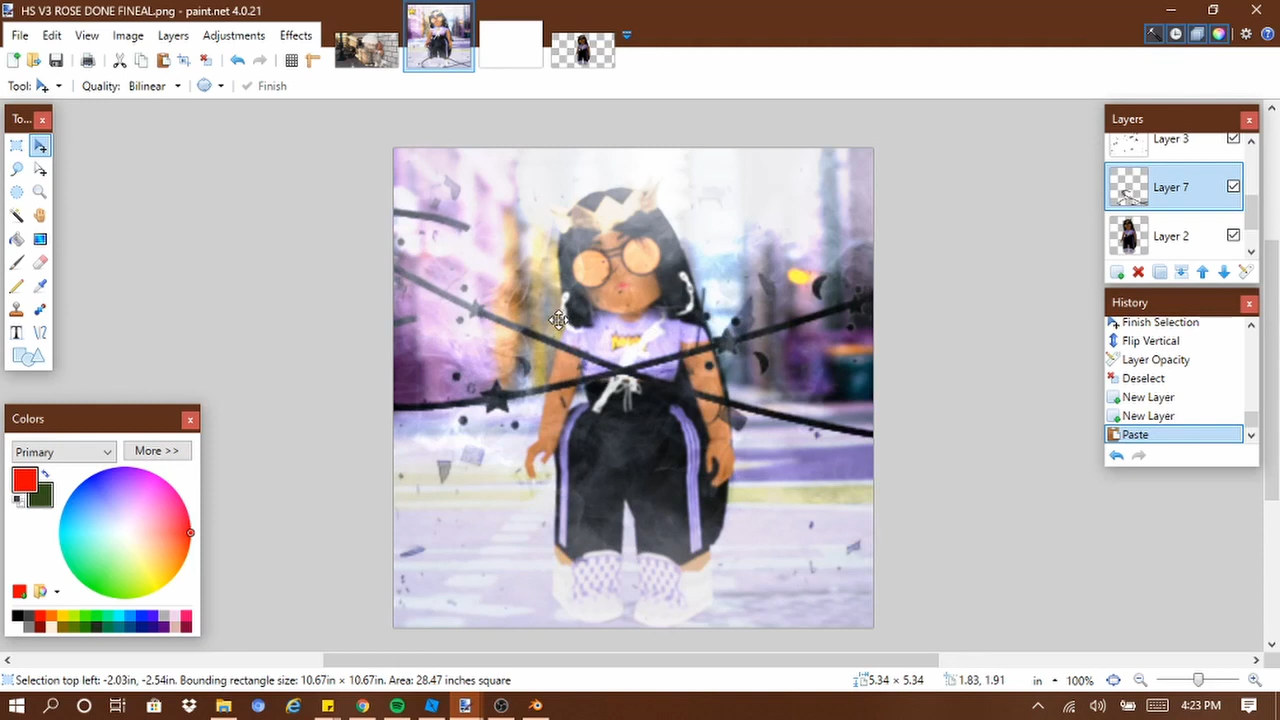 HS V3 ROSE DONE FINEAL.png - paint.net 4.0.21
File Edit View Image Layers Adjustments Effects
Tool: Quality: Bilinear Finish
To...
Layers
Layer 3
Layer 7
Layer 2
History
Finish Selection
Flip Vertical
Layer Opacity
Deselect
New Layer
New Layer
Paste
Colors
Primary More >>
Selection top left: -2.03in, -2.54in. Bounding rectangle size: 10.67in × 10.67in. Area: 28.47 inches square 5.34 × 5.34 1.83, 1.91 in 100%
4:23 PM